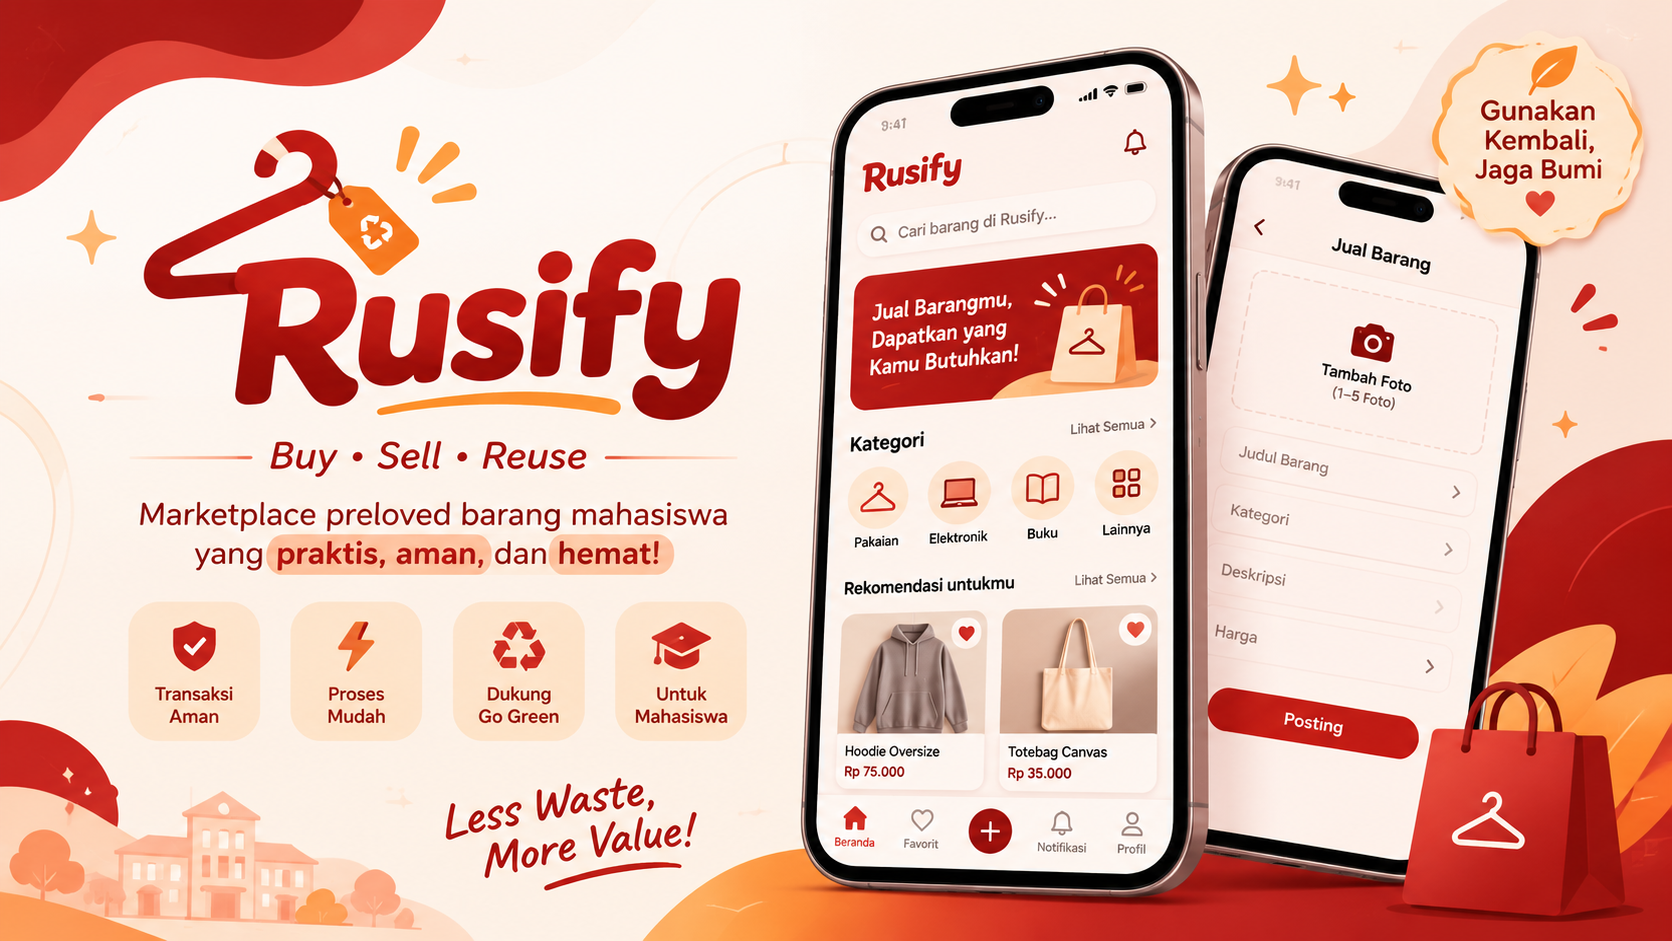 Rusify
Buy • Sell • Reuse
Marketplace preloved barang mahasiswa
yang praktis, aman, dan hemat!
Transaksi
Aman
Proses
Mudah
Dukung
Go Green
Untuk
Mahasiswa
Less Waste,
More Value!
9:41
Rusify
Cari barang di Rusify...
Jual Barangmu,
Dapatkan yang
Kamu Butuhkan!
Kategori
Lihat Semua >
Pakaian
Elektronik
Buku
Lainnya
Rekomendasi untukmu
Lihat Semua >
Hoodie Oversize
Rp 75.000
Totebag Canvas
Rp 35.000
Beranda
Favorit
Notifikasi
Profil
9:41
Jual Barang
Tambah Foto
(1–5 Foto)
Judul Barang
Kategori
Deskripsi
Harga
Posting
Gunakan
Kembali,
Jaga Bumi